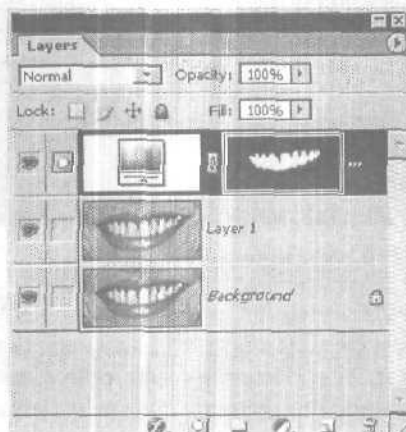 Layers
Normal Opacity: 100%
Lock: Fill: 100%
...
Layer 1
Background